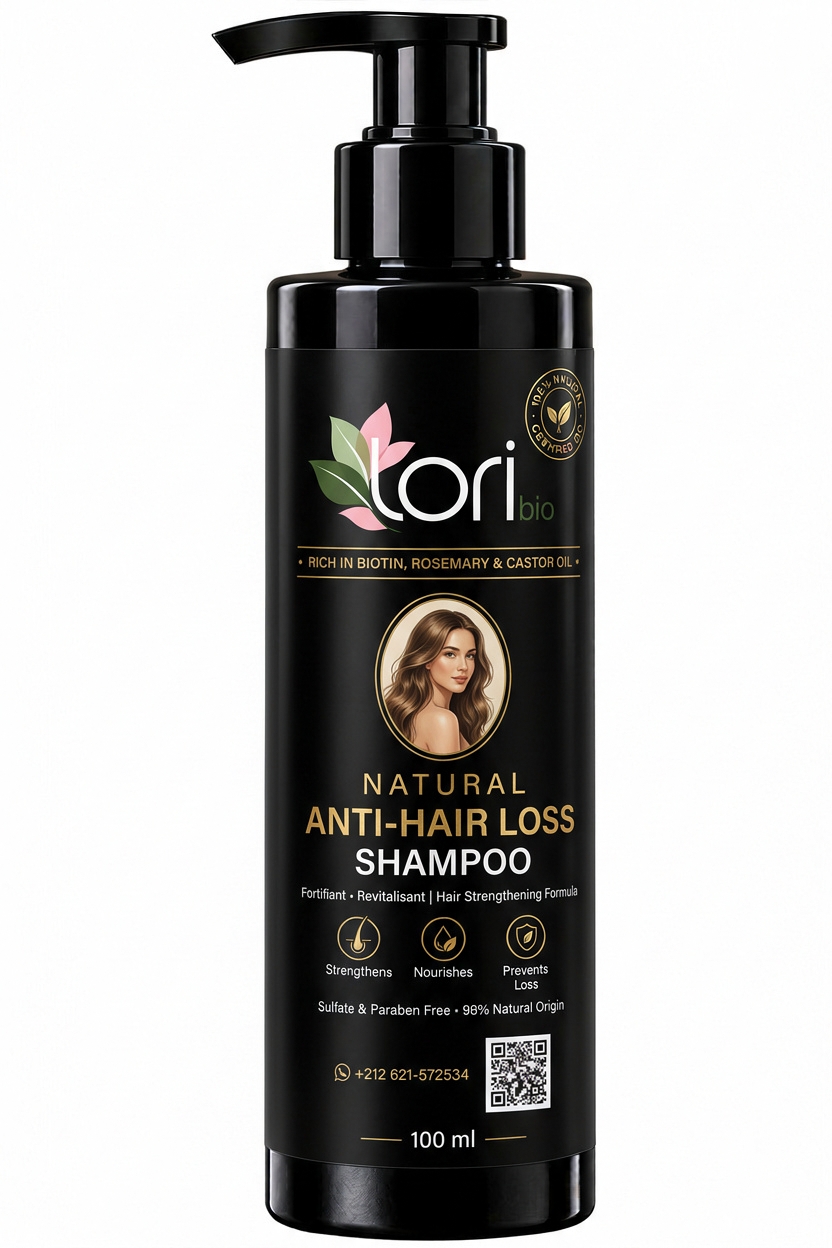 tori bio
• RICH IN BIOTIN, ROSEMARY & CASTOR OIL •
NATURAL
ANTI-HAIR LOSS
SHAMPOO
Fortifiant • Revitalisant | Hair Strengthening Formula
Strengthens
Nourishes
Prevents
Loss
Sulfate & Paraben Free • 98% Natural Origin
+212 621-572534
100 ml